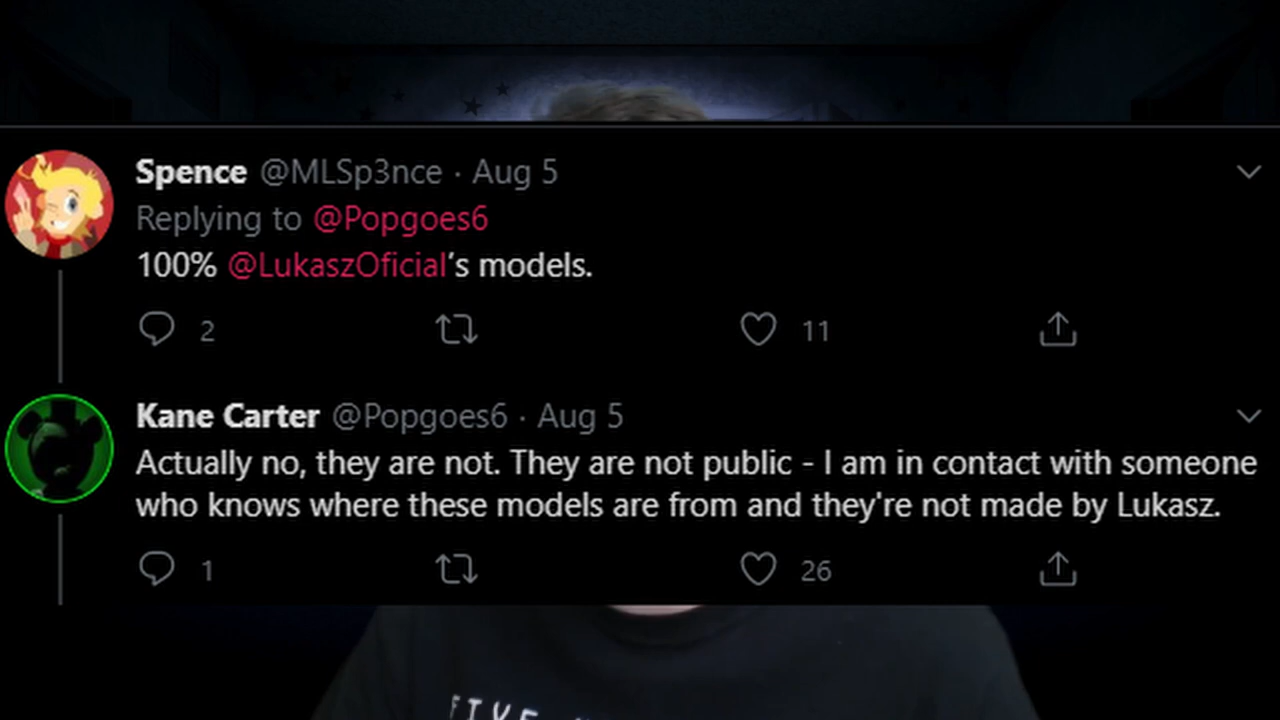 Spence @MLSp3nce · Aug 5
Replying to @Popgoes6
100% @LukaszOficial's models.
2 11
Kane Carter @Popgoes6 · Aug 5
Actually no, they are not. They are not public - I am in contact with someone
who knows where these models are from and they're not made by Lukasz.
1 26
FIVE